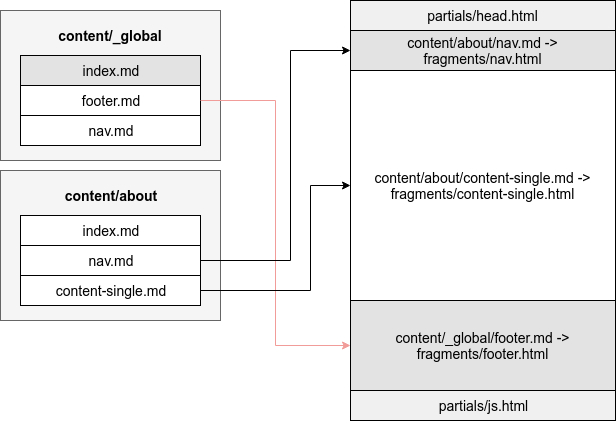 content/_global
index.md
footer.md
nav.md
content/about
index.md
nav.md
content-single.md
partials/head.html
content/about/nav.md ->
fragments/nav.html
content/about/content-single.md ->
fragments/content-single.html
content/_global/footer.md ->
fragments/footer.html
partials/js.html